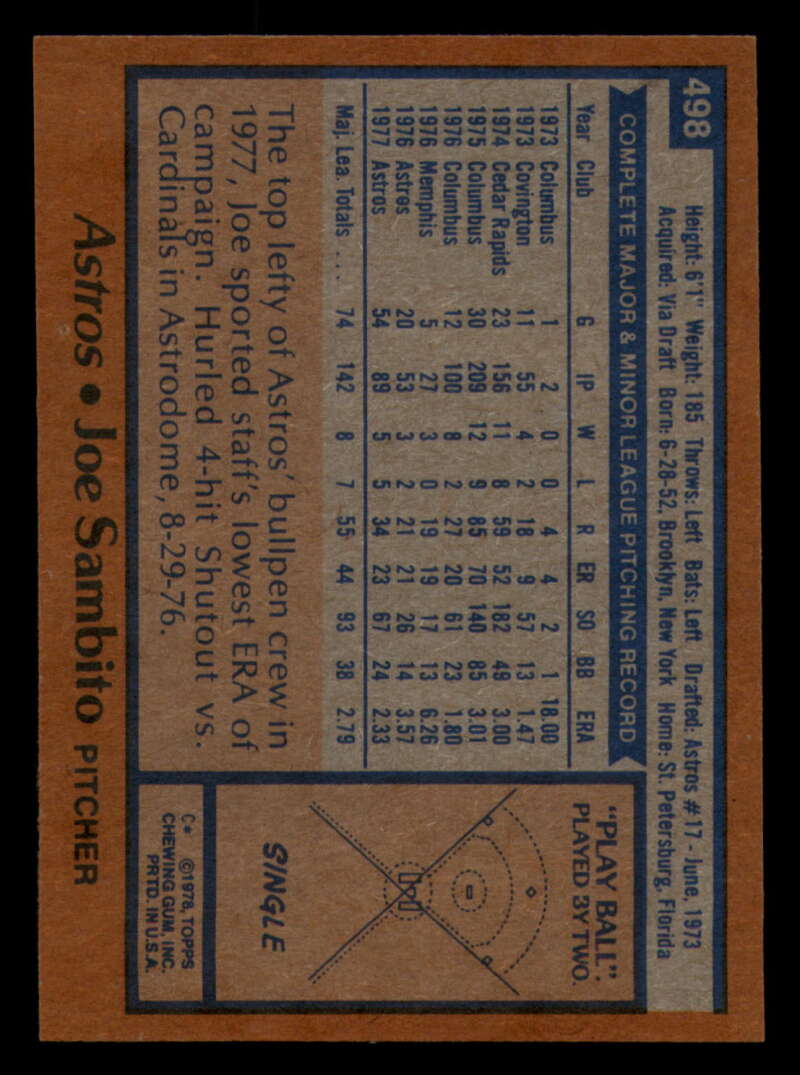 498
Height: 6'1" Weight: 185 Throws: Left Bats: Left Drafted: Astros #17 - June, 1973
Acquired: Via Draft Born: 6-28-52, Brooklyn, New York Home: St. Petersburg, Florida
COMPLETE MAJOR & MINOR LEAGUE PITCHING RECORD
Year Club G IP W L R ER SO BB ERA
1973 Columbus 1 2 0 0 4 4 2 1 18.00
1973 Covington 11 55 4 2 18 9 57 13 1.47
1974 Cedar Rapids 23 156 11 8 59 52 182 49 3.00
1975 Columbus 30 209 12 9 85 70 140 85 3.01
1976 Columbus 12 100 8 2 27 20 61 23 1.80
1976 Memphis 5 27 3 0 19 19 17 13 6.26
1976 Astros 20 53 3 2 21 21 26 14 3.57
1977 Astros 54 89 5 5 34 23 67 24 2.33
Maj. Lea. Totals .... 74 142 8 7 55 44 93 38 2.79
The top lefty of Astros' bullpen crew in
1977, Joe sported staff's lowest ERA of
campaign. Hurled 4-hit Shutout vs.
Cardinals in Astrodome, 8-29-76.
"PLAY BALL".
PLAYED BY TWO.
SINGLE
C* ©1978, TOPPS
CHEWING GUM, INC.
PRTD. IN U.S.A.
Astros • Joe Sambito PITCHER